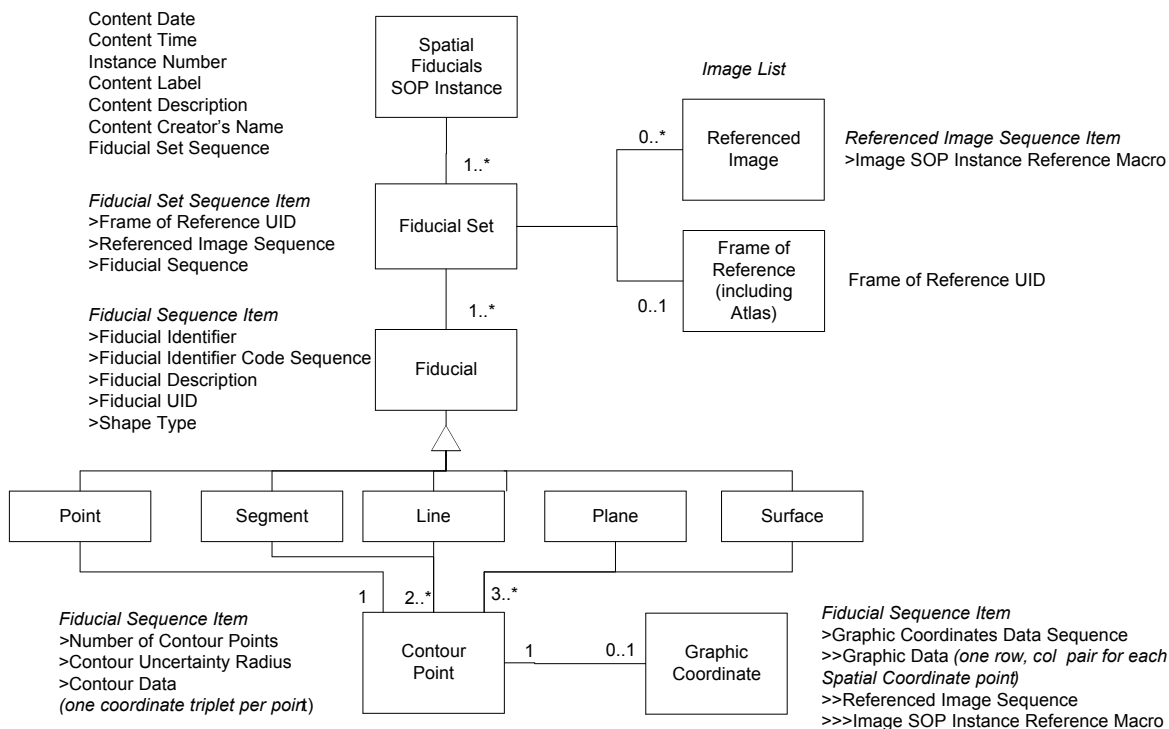 Content Date
Content Time
Instance Number
Content Label
Content Description
Content Creator's Name
Fiducial Set Sequence
Spatial
Fiducials
SOP Instance
Image List
0..*
Referenced
Image
Referenced Image Sequence Item
>Image SOP Instance Reference Macro
1..*
Fiducial Set Sequence Item
>Frame of Reference UID
>Referenced Image Sequence
>Fiducial Sequence
Fiducial Set
Frame of
Reference
(including
Atlas)
0..1
Frame of Reference UID
1..*
Fiducial Sequence Item
>Fiducial Identifier
>Fiducial Identifier Code Sequence
>Fiducial Description
>Fiducial UID
>Shape Type
Fiducial
Point
Segment
Line
Plane
Surface
1
2..*
3..*
Fiducial Sequence Item
>Number of Contour Points
>Contour Uncertainty Radius
>Contour Data
(one coordinate triplet per point)
Contour
Point
1
0..1
Graphic
Coordinate
Fiducial Sequence Item
>Graphic Coordinates Data Sequence
>>Graphic Data (one row, col pair for each
Spatial Coordinate point)
>>Referenced Image Sequence
>>>Image SOP Instance Reference Macro